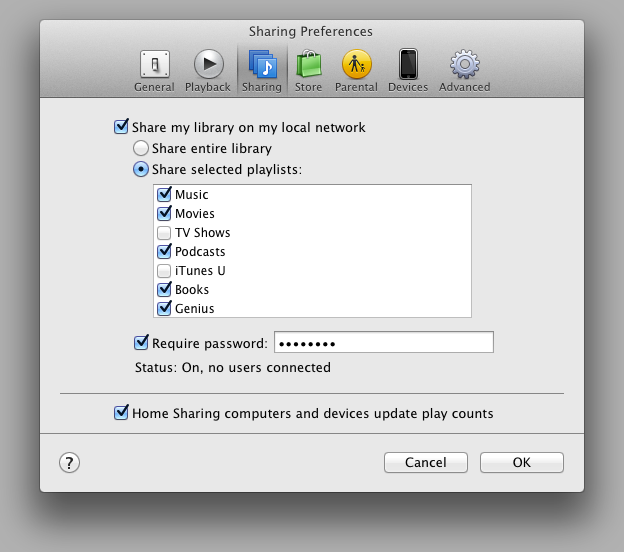 Sharing Preferences
General Playback Sharing Store Parental Devices Advanced
Share my library on my local network
Share entire library
Share selected playlists:
Music
Movies
TV Shows
Podcasts
iTunes U
Books
Genius
Require password: ••••••••
Status: On, no users connected
Home Sharing computers and devices update play counts
? Cancel OK